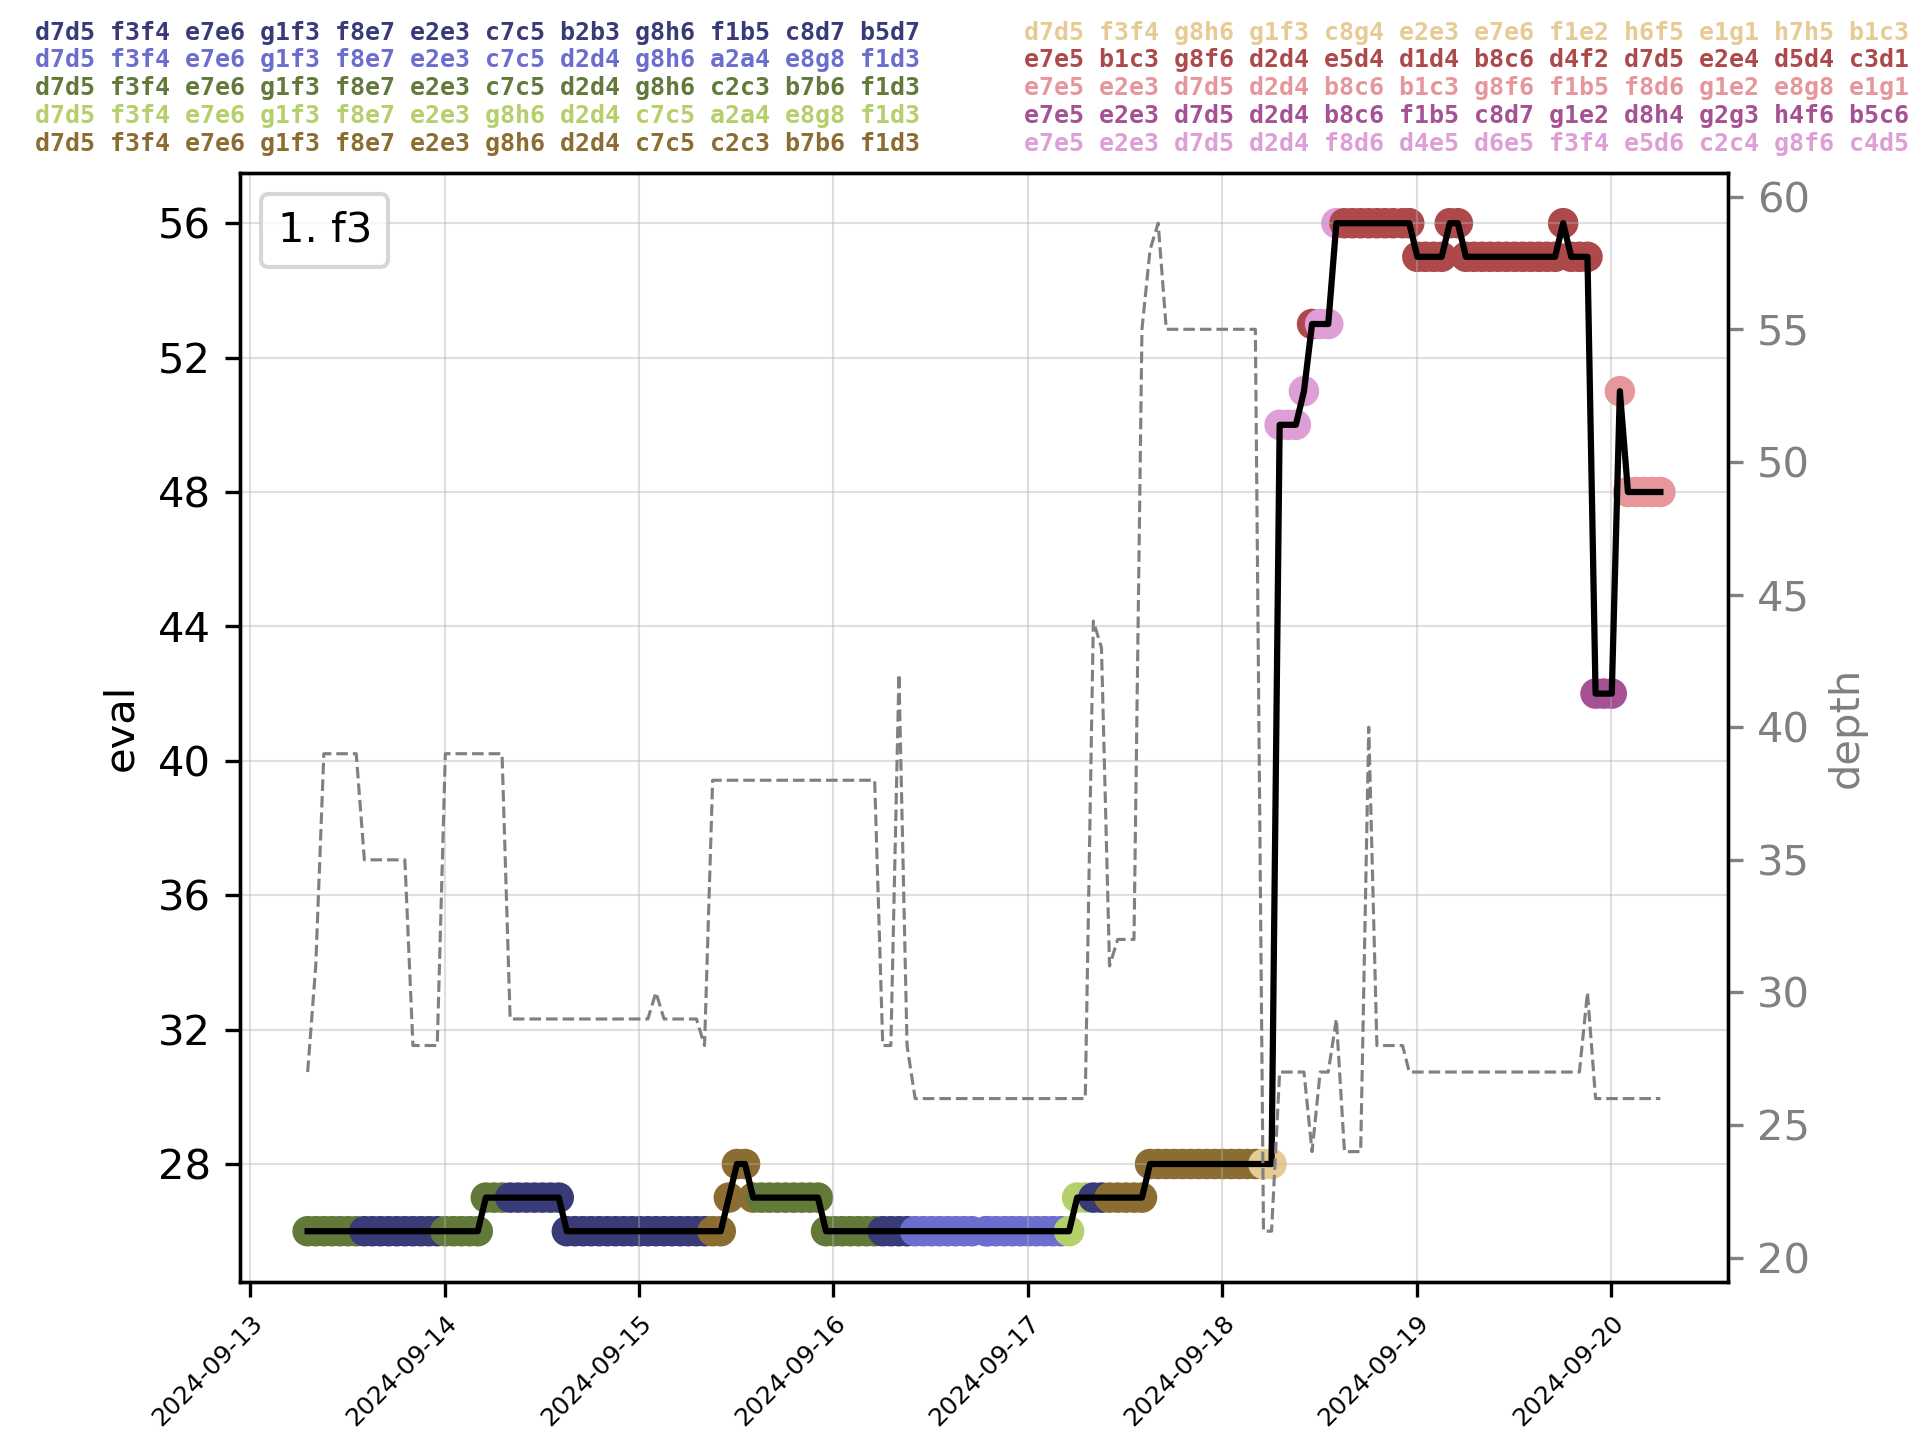 d7d5 f3f4 e7e6 g1f3 f8e7 e2e3 c7c5 b2b3 g8h6 f1b5 c8d7 b5d7
d7d5 f3f4 e7e6 g1f3 f8e7 e2e3 c7c5 d2d4 g8h6 a2a4 e8g8 f1d3
d7d5 f3f4 e7e6 g1f3 f8e7 e2e3 c7c5 d2d4 g8h6 c2c3 b7b6 f1d3
d7d5 f3f4 e7e6 g1f3 f8e7 e2e3 g8h6 d2d4 c7c5 a2a4 e8g8 f1d3
d7d5 f3f4 e7e6 g1f3 f8e7 e2e3 g8h6 d2d4 c7c5 c2c3 b7b6 f1d3
d7d5 f3f4 g8h6 g1f3 c8g4 e2e3 e7e6 f1e2 h6f5 e1g1 h7h5 b1c3
e7e5 b1c3 g8f6 d2d4 e5d4 d1d4 b8c6 d4f2 d7d5 e2e4 d5d4 c3d1
e7e5 e2e3 d7d5 d2d4 b8c6 b1c3 g8f6 f1b5 f8d6 g1e2 e8g8 e1g1
e7e5 e2e3 d7d5 d2d4 b8c6 f1b5 c8d7 g1e2 d8h4 g2g3 h4f6 b5c6
e7e5 e2e3 d7d5 d2d4 f8d6 d4e5 d6e5 f3f4 e5d6 c2c4 g8f6 c4d5
1. f3
56
52
48
44
40
36
32
28
eval
60
55
50
45
40
35
30
25
20
depth
2024-09-13
2024-09-14
2024-09-15
2024-09-16
2024-09-17
2024-09-18
2024-09-19
2024-09-20